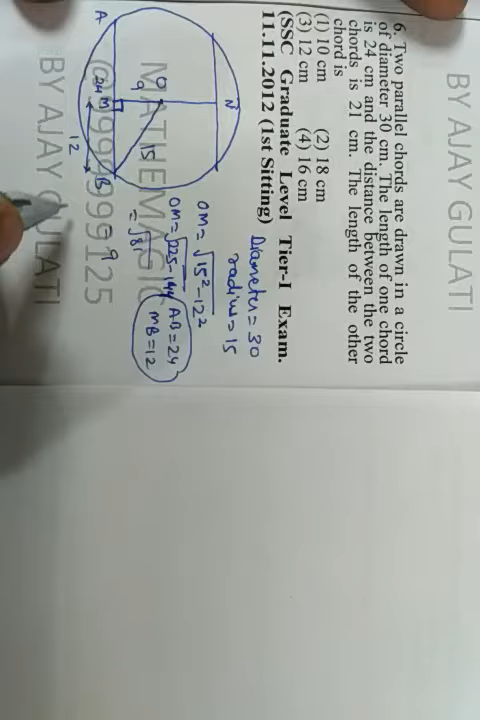 BY AJAY GULATI
6. Two parallel chords are drawn in a circle
of diameter 30 cm. The length of one chord
is 24 cm and the distance between the two
chords is 21 cm. The length of the other
chord is
(1) 10 cm (2) 18 cm
(3) 12 cm (4) 16 cm
(SSC Graduate Level Tier-I Exam.
11.11.2012 (1st Sitting)
Diameter = 30
radius = 15
N
O
9
15
A
24
M
B
12
OM = √15²-12²
OM = √225-144
= √81
= 9
AB = 24
MB = 12
MATHEMAGIC
999125
BY AJAY GULATI